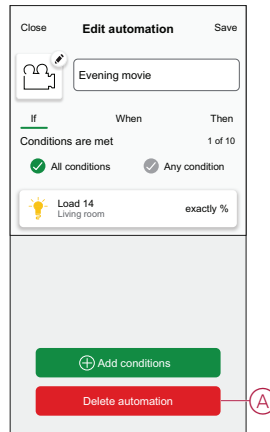 Close Edit automation Save
Evening movie
If When Then
Conditions are met 1 of 10
All conditions Any condition
Load 14
Living room
exactly %
Add conditions
Delete automation A